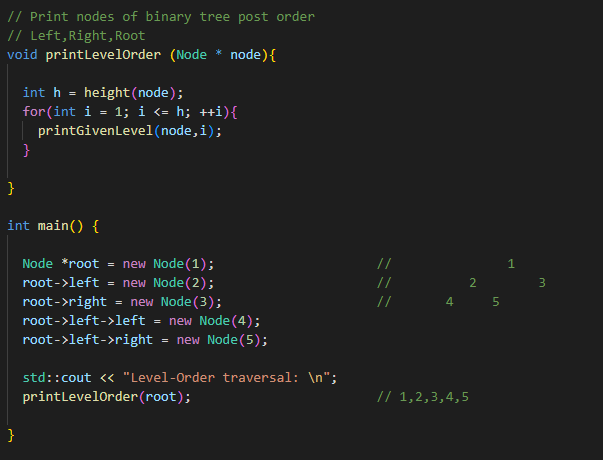 // Print nodes of binary tree post order
// Left,Right,Root
void printLevelOrder (Node * node){
int h = height(node);
for(int i = 1; i <= h; ++i){
printGivenLevel(node,i);
}
}
int main() {
Node *root = new Node(1); // 1
root->left = new Node(2); // 2 3
root->right = new Node(3); // 4 5
root->left->left = new Node(4);
root->left->right = new Node(5);
std::cout << "Level-Order traversal: \n";
printLevelOrder(root); // 1,2,3,4,5
}